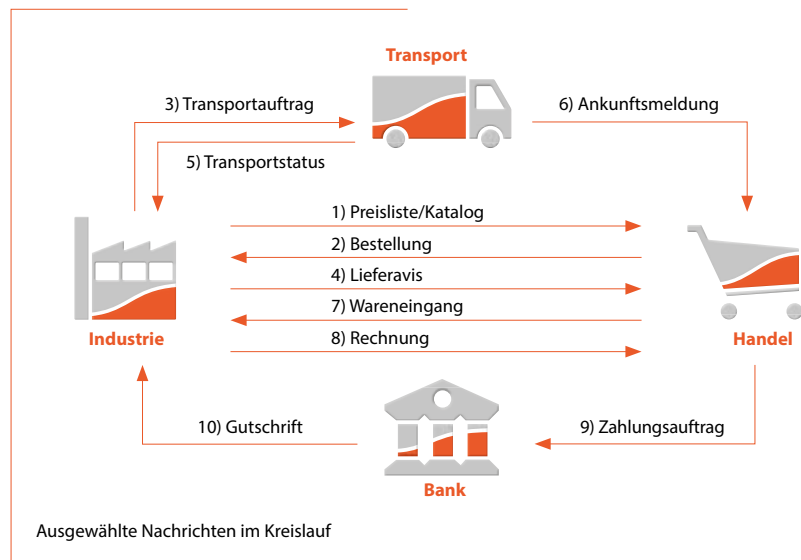 Transport
3) Transportauftrag
6) Ankunftsmeldung
5) Transportstatus
1) Preisliste/Katalog
2) Bestellung
4) Lieferavis
7) Wareneingang
8) Rechnung
Industrie
Handel
10) Gutschrift
9) Zahlungsauftrag
Bank
Ausgewählte Nachrichten im Kreislauf